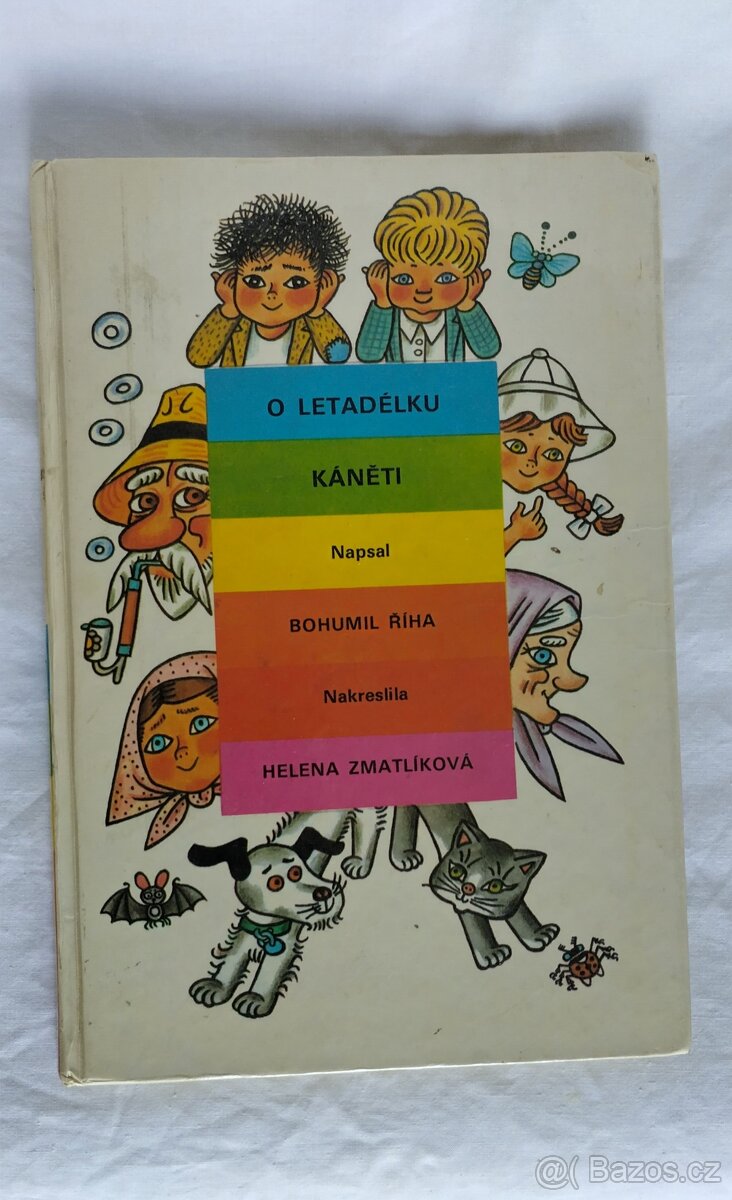 O LETADÉLKU
KÁNĚTI
Napsal
BOHUMIL ŘÍHA
Nakreslila
HELENA ZMATLÍKOVÁ
@( Bazos.cz